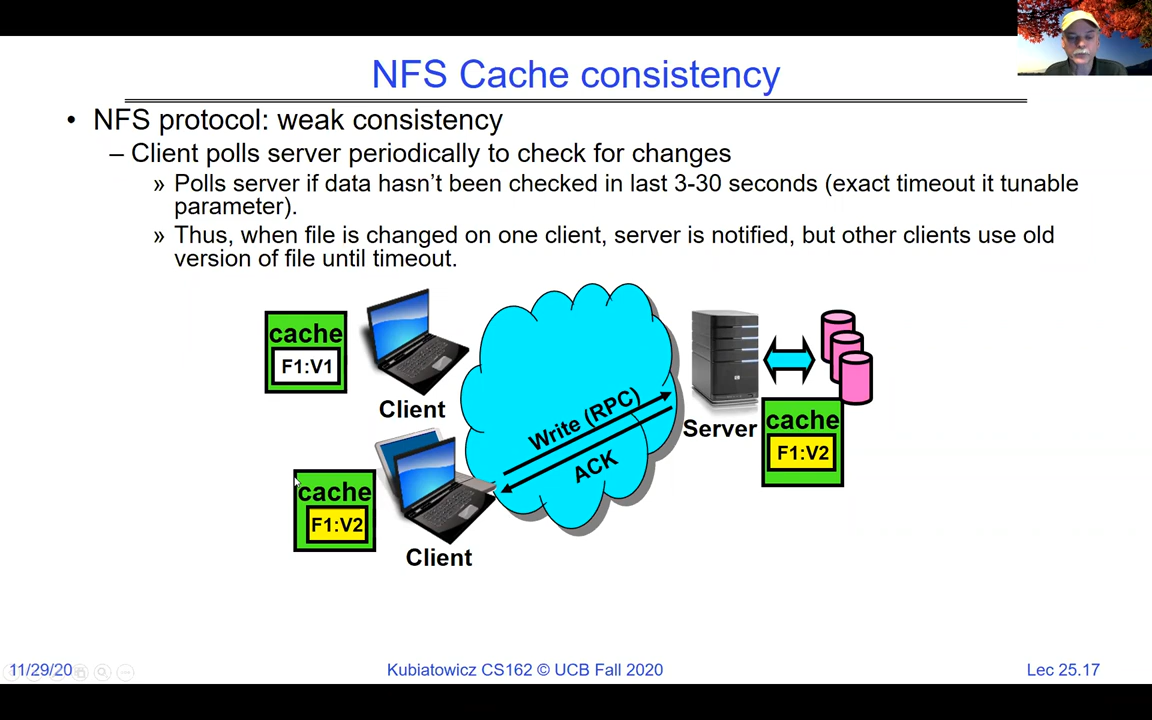 NFS Cache consistency
• NFS protocol: weak consistency
– Client polls server periodically to check for changes
» Polls server if data hasn't been checked in last 3-30 seconds (exact timeout it tunable
parameter).
» Thus, when file is changed on one client, server is notified, but other clients use old
version of file until timeout.
cache
F1:V1
Client
Write (RPC)
ACK
Server
cache
F1:V2
cache
F1:V2
Client
11/29/20
Kubiatowicz CS162 © UCB Fall 2020
Lec 25.17